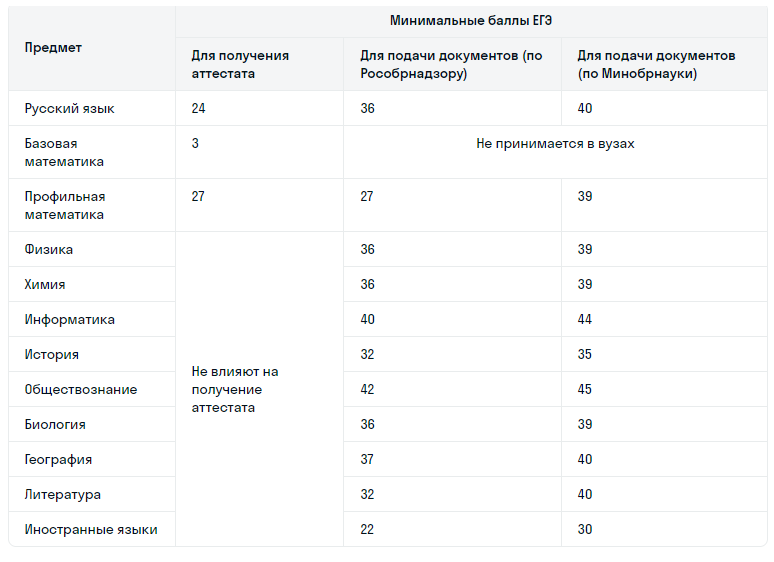 Предмет
Минимальные баллы ЕГЭ
Для получения
аттестата
Для подачи документов (по
Рособрнадзору)
Для подачи документов
(по Минобрнауки)
Русский язык 24 36 40
Базовая
математика
3
Не принимается в вузах
Профильная
математика
27 27 39
Физика 36 39
Химия 36 39
Информатика 40 44
История 32 35
Не влияют на
получение
аттестата
Обществознание 42 45
Биология 36 39
География 37 40
Литература 32 40
Иностранные языки 22 30